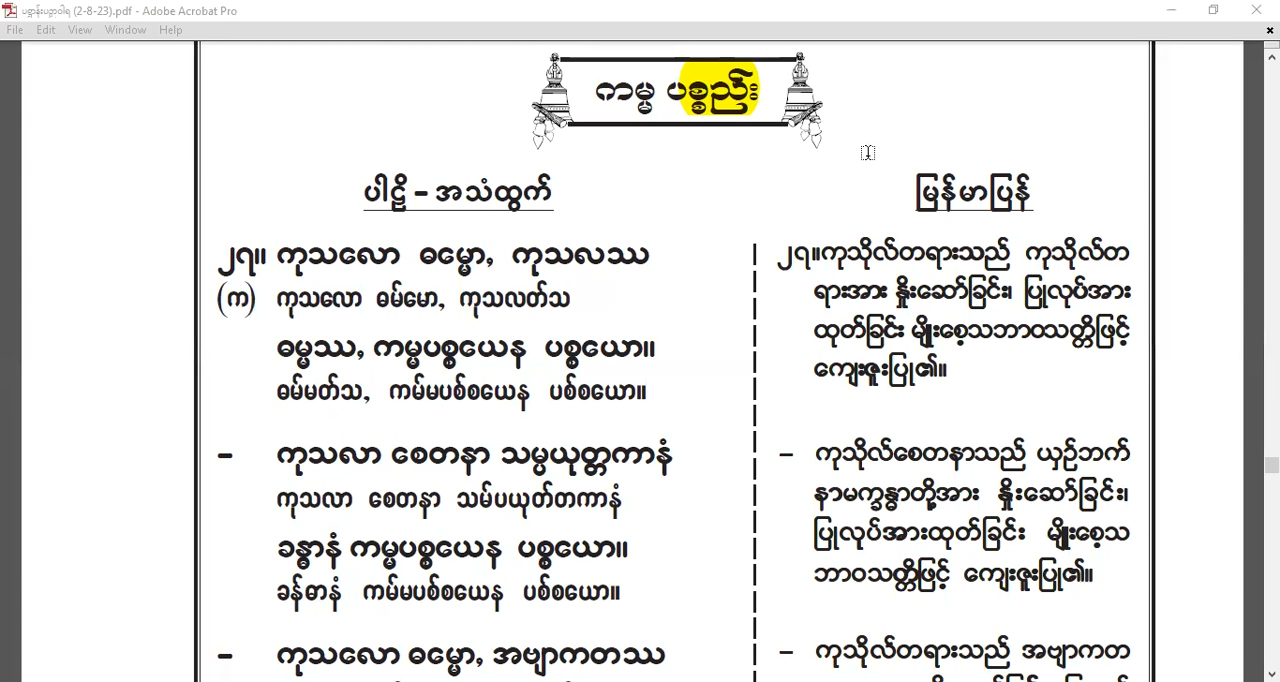 ပဋ္ဌာန်းပဥှာဝါရ (2-8-23).pdf - Adobe Acrobat Pro
File Edit View Window Help
ကမ္မ ပစ္စည်း
ပါဠိ – အသံထွက်
၂၇။ ကုသလော ဓမ္မော, ကုသလဿ
(က) ကုသလော ဓမ်မော, ကုသလတ်သ
ဓမ္မဿ, ကမ္မပစ္စယေန ပစ္စယော။
ဓမ်မတ်သ, ကမ်မပစ်စယေန ပစ်စယော။
– ကုသလာ စေတနာ သမ္ပယုတ္တကာနံ
ကုသလာ စေတနာ သမ်ပယုတ်တကာနံ
ခန္ဓာနံ ကမ္မပစ္စယေန ပစ္စယော။
ခန်ဓာနံ ကမ်မပစ်စယေန ပစ်စယော။
– ကုသလော ဓမ္မော, အဗျာကတဿ
မြန်မာပြန်
၂၇။ကုသိုလ်တရားသည် ကုသိုလ်တ
ရားအား နှိုးဆော်ခြင်း၊ ပြုလုပ်အား
ထုတ်ခြင်း မျိုးစေ့သဘာဝသတ္တိဖြင့်
ကျေးဇူးပြု၏။
– ကုသိုလ်စေတနာသည် ယှဉ်ဘက်
နာမက္ခန္ဓာတို့အား နှိုးဆော်ခြင်း၊
ပြုလုပ်အားထုတ်ခြင်း မျိုးစေ့သ
ဘာဝသတ္တိဖြင့် ကျေးဇူးပြု၏။
– ကုသိုလ်တရားသည် အဗျာကတ